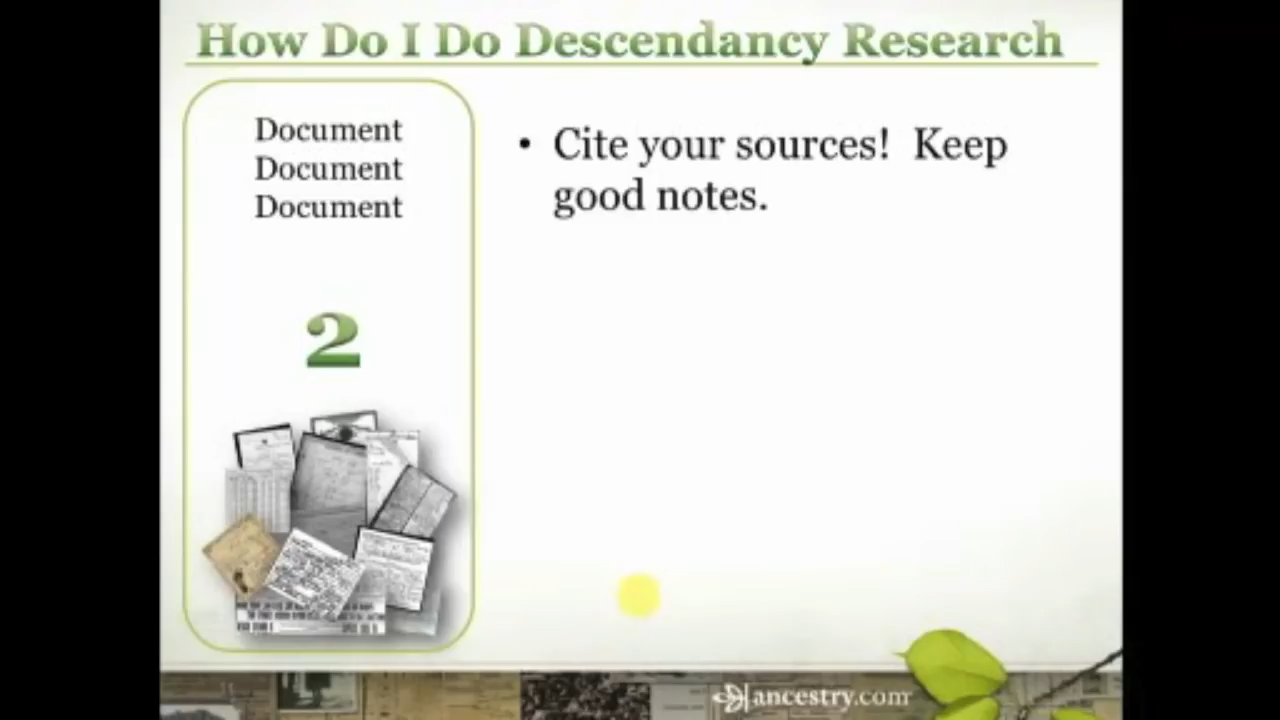 How Do I Do Descendancy Research
Document
Document
Document
2
• Cite your sources!  Keep
good notes.
ancestry.com